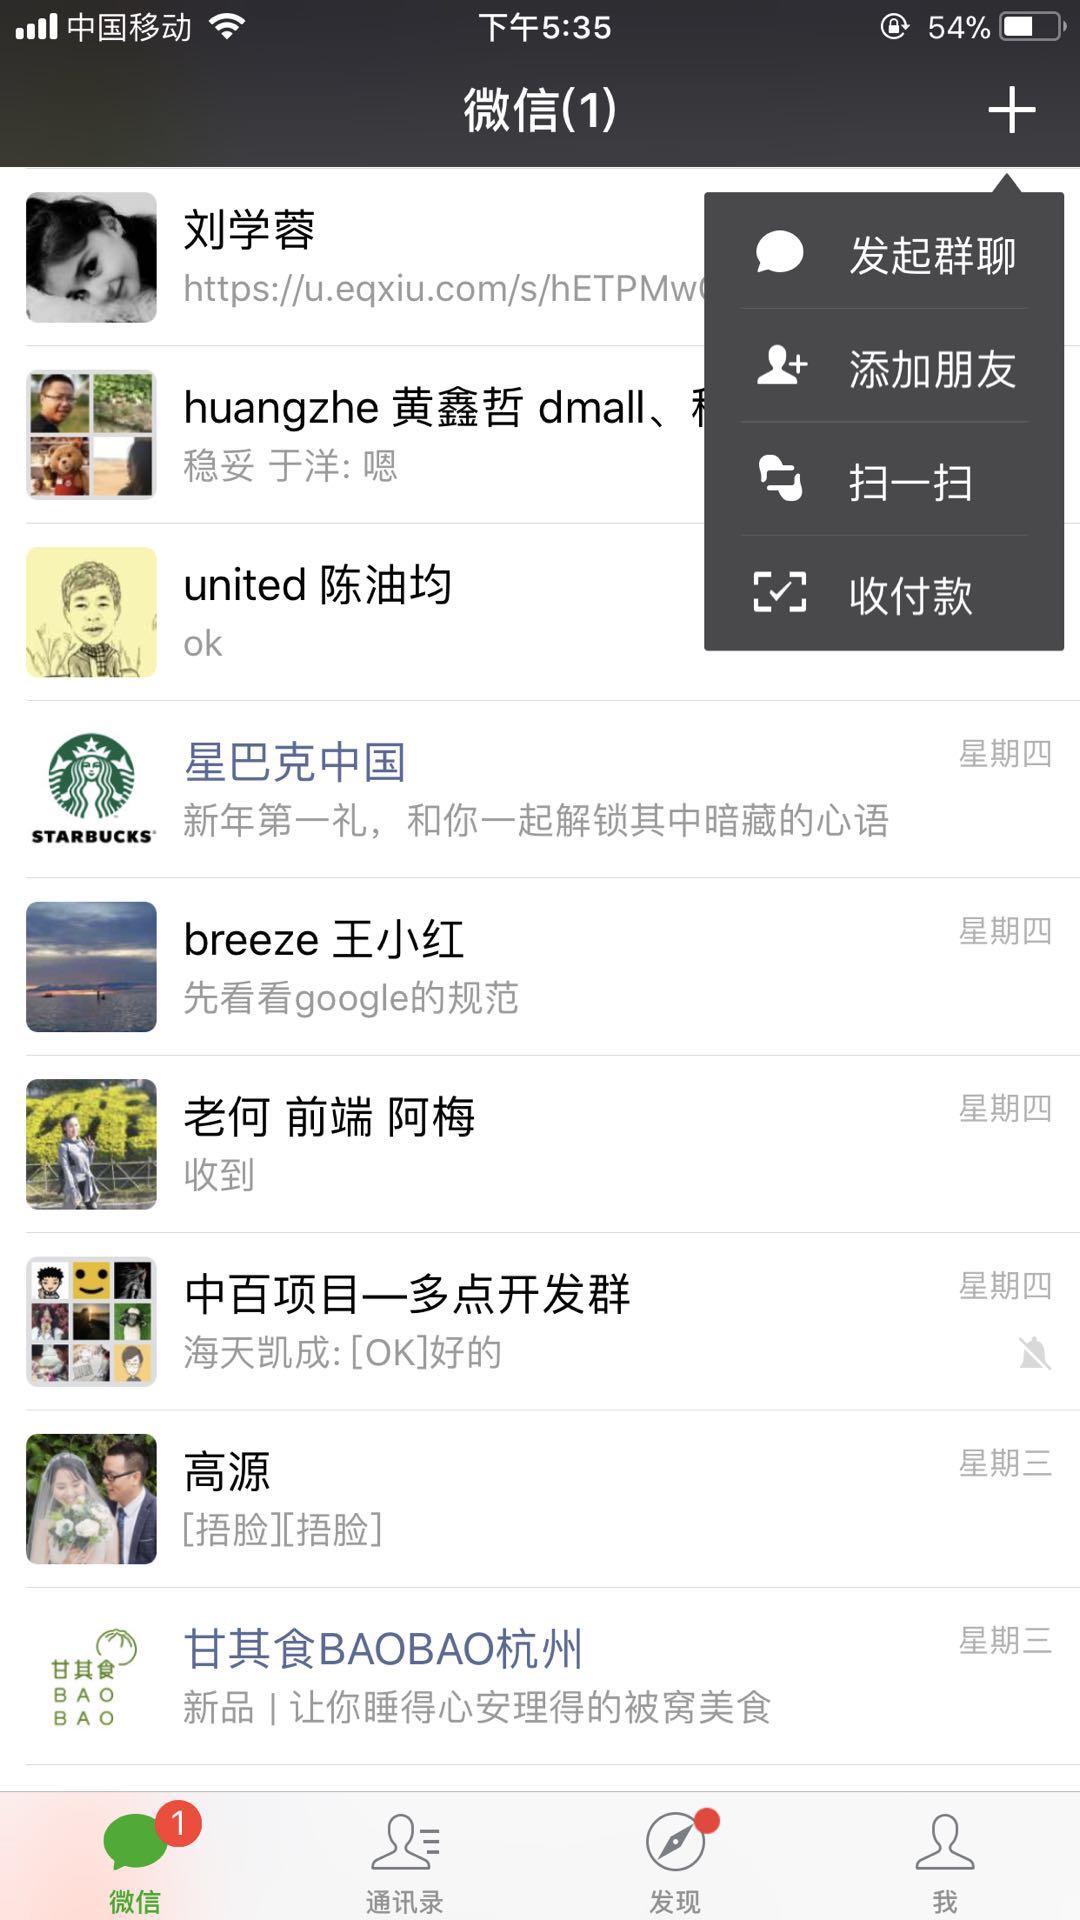 中国移动 下午5:35 54%
微信(1)
刘学蓉
https://u.eqxiu.com/s/hETPMw
huangzhe 黄鑫哲 dmall、
稳妥 于洋: 嗯
united 陈油均
ok
发起群聊
添加朋友
扫一扫
收付款
星巴克中国 星期四
新年第一礼，和你一起解锁其中暗藏的心语
STARBUCKS
breeze 王小红 星期四
先看看google的规范
老何 前端 阿梅 星期四
收到
中百项目—多点开发群 星期四
海天凯成: [OK]好的
高源 星期三
[捂脸][捂脸]
甘其食BAOBAO杭州 星期三
新品 | 让你睡得心安理得的被窝美食
甘其食
BAO
BAO
1
微信 通讯录 发现 我